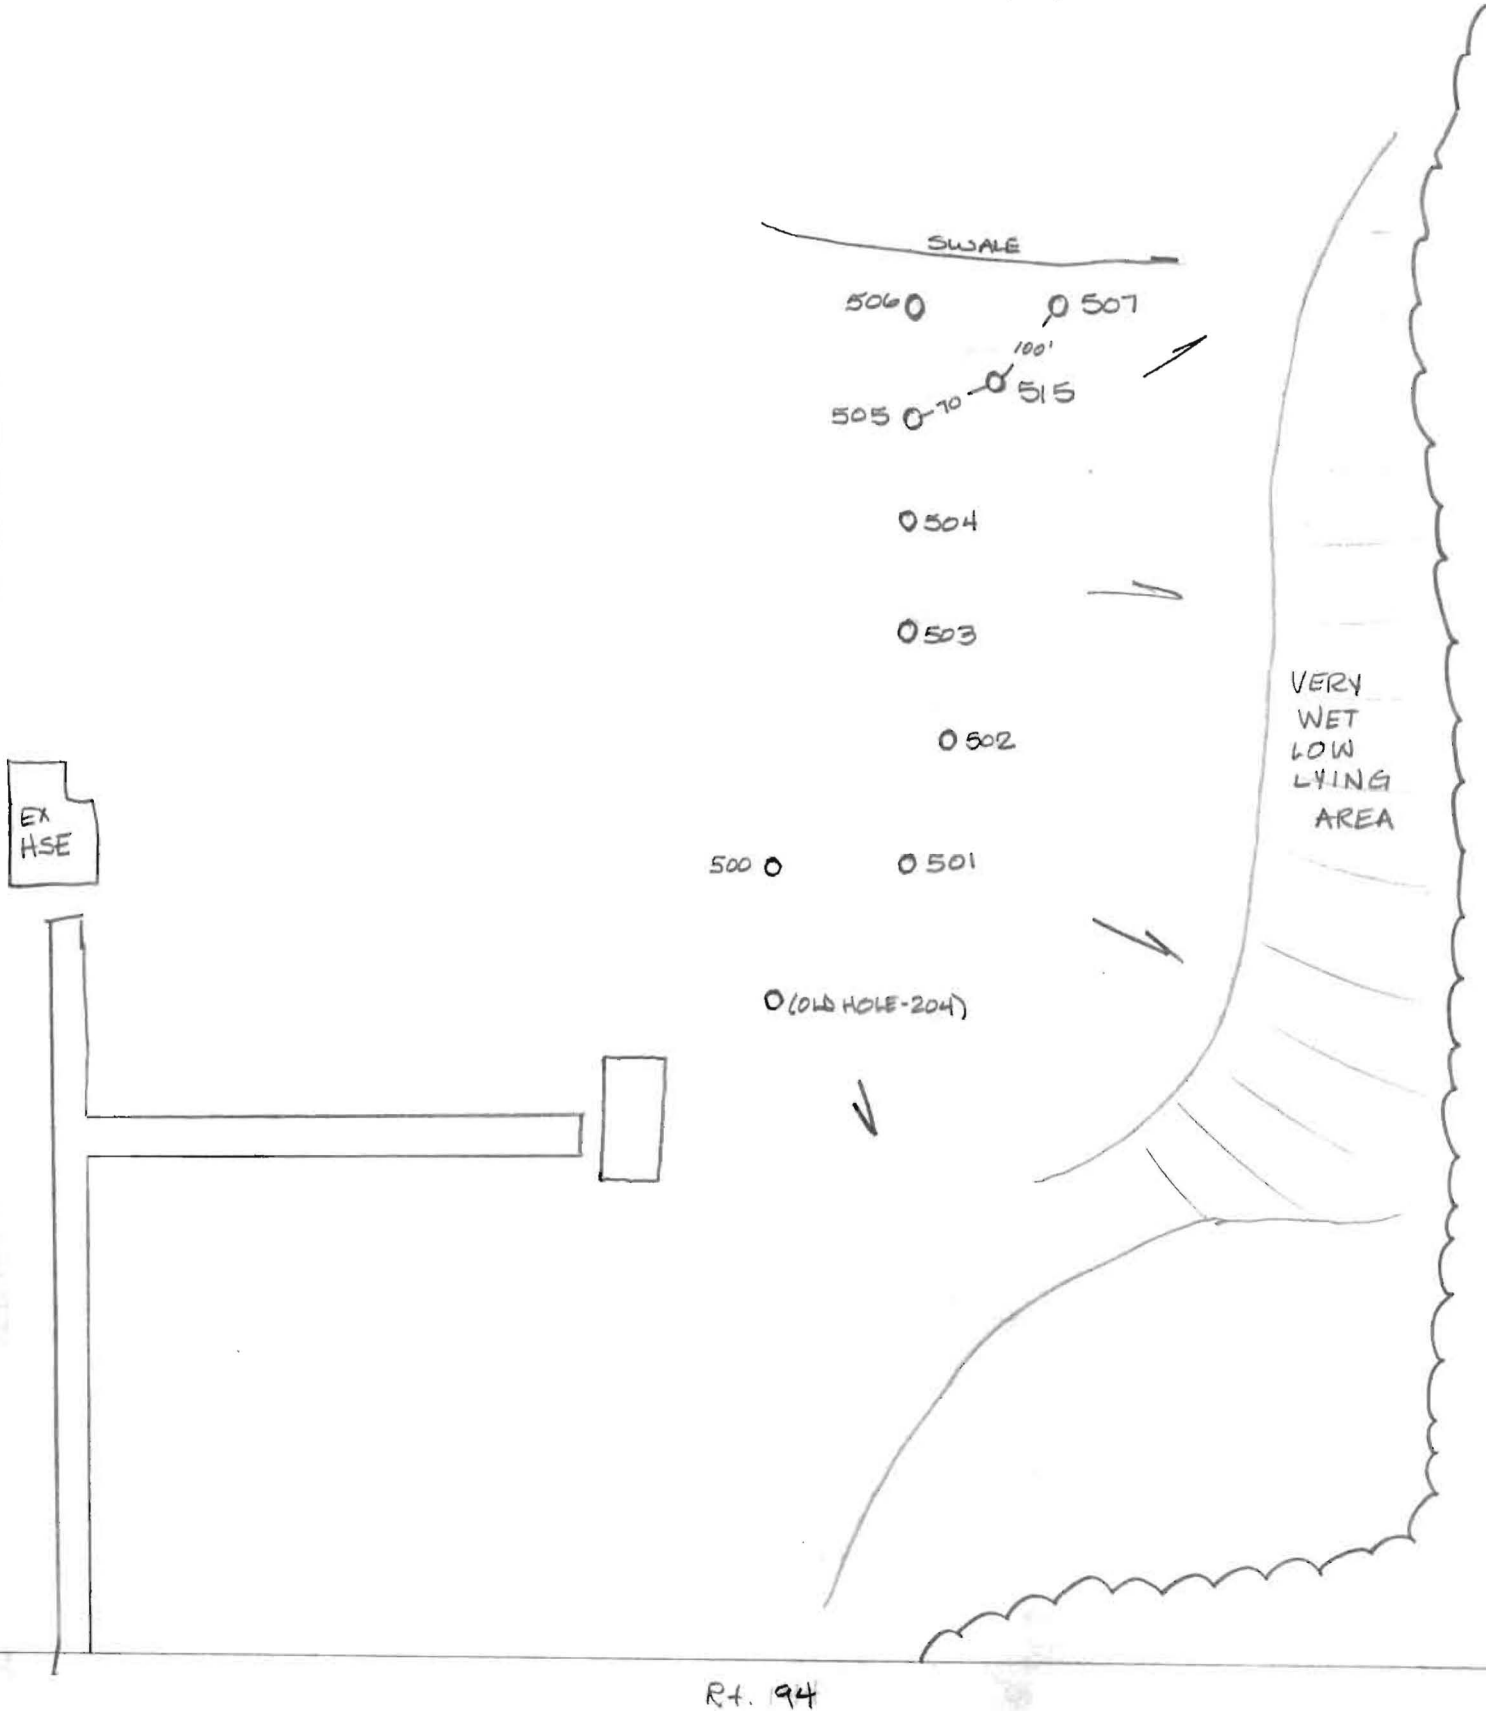 SWALE
506
507
100'
515
505
70
504
503
VERY
WET
LOW
LYING
AREA
502
EX
HSE
500
501
(OLD HOLE-204)
Rt. 94